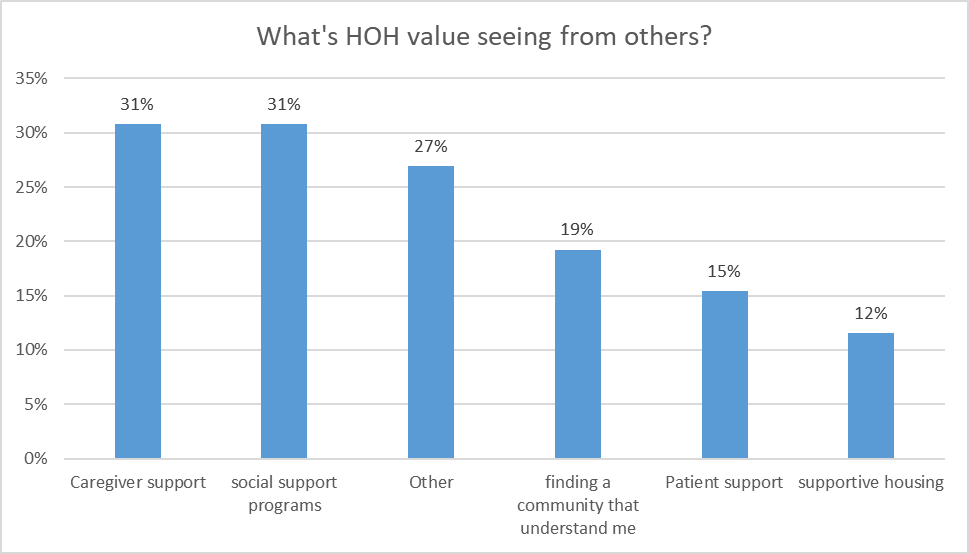 What's HOH value seeing from others?
35%
30%
25%
20%
15%
10%
5%
0%
31%
31%
27%
19%
15%
12%
Caregiver support
social support
programs
Other
finding a
community that
understand me
Patient support
supportive housing